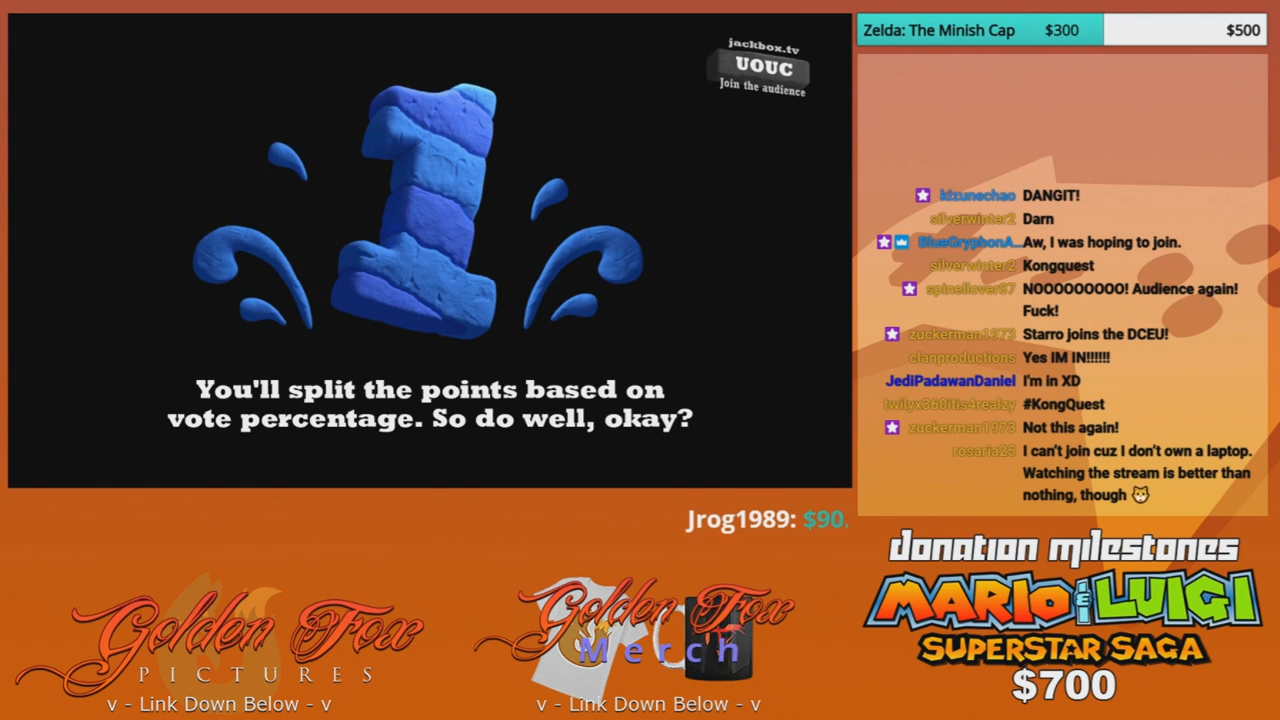 jackbox.tv
UOUC
Join the audience
1
You'll split the points based on
vote percentage. So do well, okay?
Zelda: The Minish Cap $300 $500
kizunechao DANGIT!
silverwinter2 Darn
BlueGryphonA... Aw, I was hoping to join.
silverwinter2 Kongquest
spinellover87 NOOOOOOOOO! Audience again!
Fuck!
zuckerman1973 Starro joins the DCEU!
clanproductions Yes IM IN!!!!!!
JediPadawanDaniel I'm in XD
twilyx360itis4realzy #KongQuest
zuckerman1973 Not this again!
rosaria25 I can't join cuz I don't own a laptop.
Watching the stream is better than
nothing, though
Jrog1989: $90.
Golden Fox
PICTURES
v - Link Down Below - v
Golden Fox
Merch
v - Link Down Below - v
donation milestones
MARIO & LUIGI
SUPERSTAR SAGA
$700